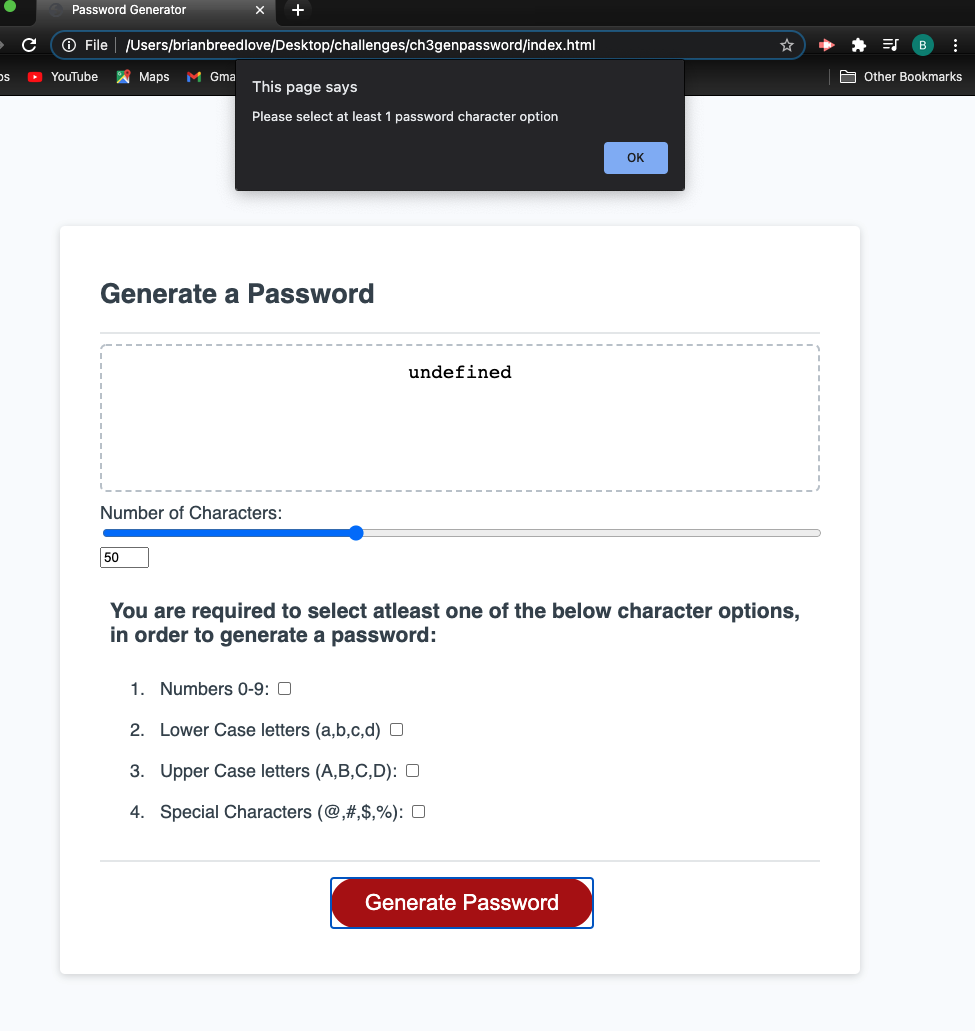 Password Generator
File /Users/brianbreedlove/Desktop/challenges/ch3genpassword/index.html
B
os YouTube Maps Gma Other Bookmarks
This page says
Please select at least 1 password character option
OK
Generate a Password
undefined
Number of Characters:
50
You are required to select atleast one of the below character options,
in order to generate a password:
1. Numbers 0-9:
2. Lower Case letters (a,b,c,d)
3. Upper Case letters (A,B,C,D):
4. Special Characters (@,#,$,%):
Generate Password